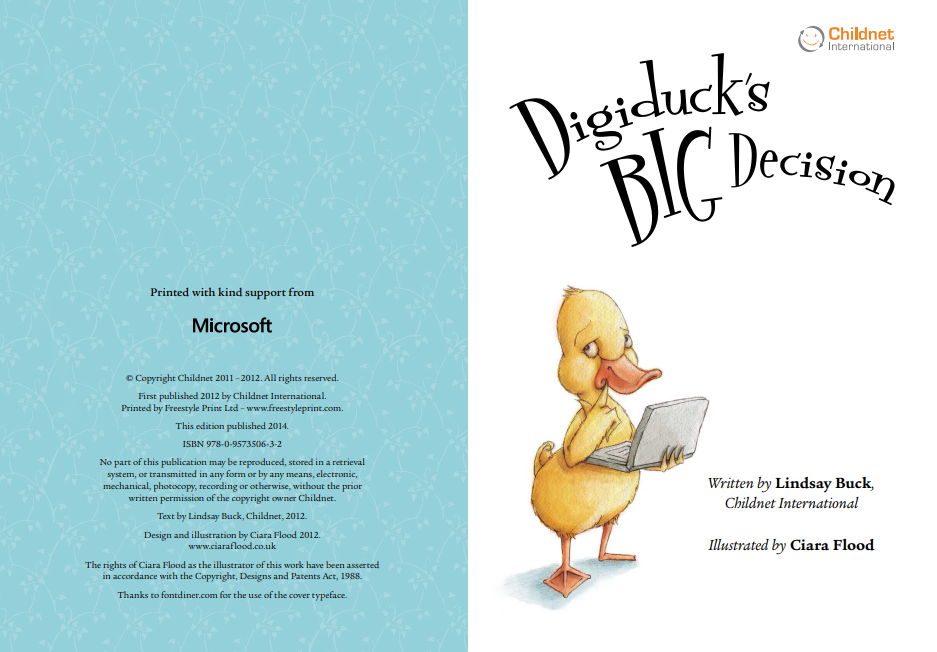 Printed with kind support from
Microsoft
© Copyright Childnet 2011 - 2012. All rights reserved.
First published 2012 by Childnet International.
Printed by Freestyle Print Ltd – www.freestyleprint.com.
This edition published 2014.
ISBN 978-0-9573506-3-2
No part of this publication may be reproduced, stored in a retrieval
system, or transmitted in any form or by any means, electronic,
mechanical, photocopy, recording or otherwise, without the prior
written permission of the copyright owner Childnet.
Text by Lindsay Buck, Childnet, 2012.
Design and illustration by Ciara Flood 2012.
www.ciaraflood.co.uk
The rights of Ciara Flood as the illustrator of this work have been asserted
in accordance with the Copyright, Designs and Patents Act, 1988.
Thanks to fontdiner.com for the use of the cover typeface.
Childnet
International
Digiduck's
BIG Decision
Written by Lindsay Buck,
Childnet International
Illustrated by Ciara Flood